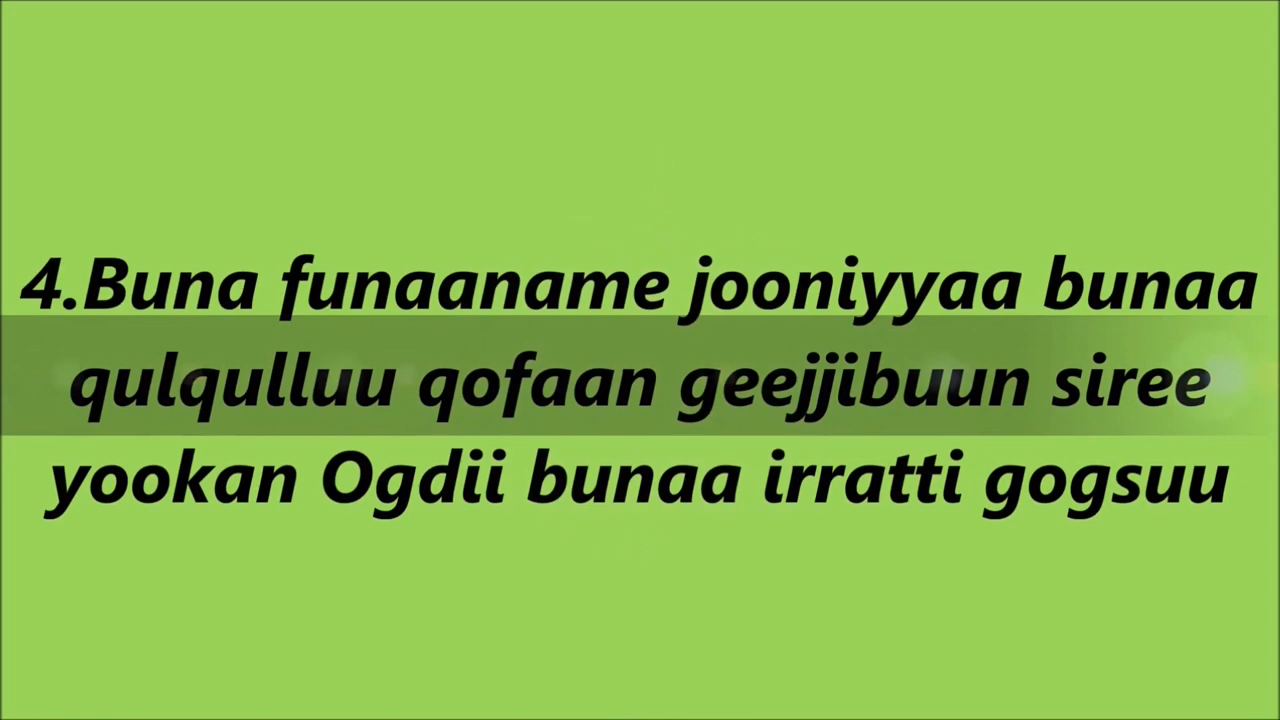 4.Buna funaaname jooniyyaa bunaa
qulqulluu qofaan geejjibuun siree
yookan Ogdii bunaa irratti gogsuu